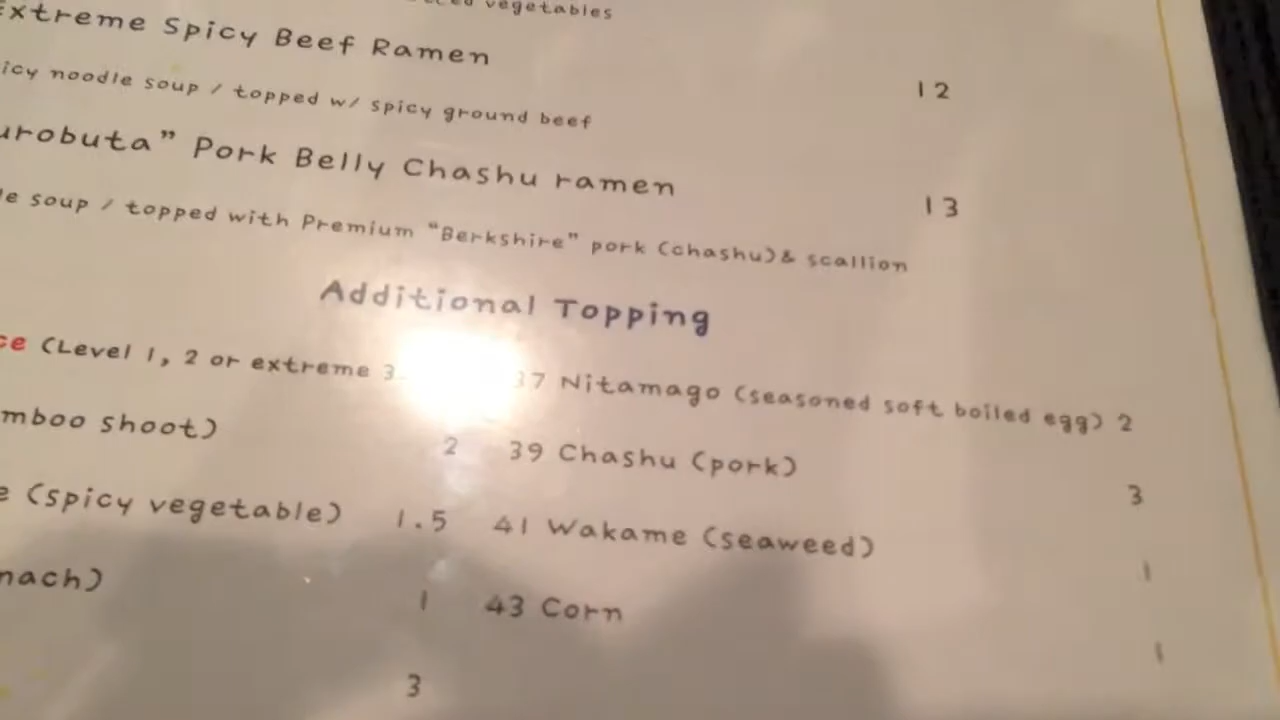 vegetables
Extreme Spicy Beef Ramen 12
icy noodle soup / topped w/ spicy ground beef
urobuta” Pork Belly Chashu ramen 13
le soup / topped with Premium “Berkshire” pork (chashu)& scallion
Additional Topping
ce (Level 1, 2 or extreme 3 37 Nitamago (seasoned soft boiled egg) 2
mboo shoot) 2 39 Chashu (pork) 3
e (spicy vegetable) 1.5 41 Wakame (seaweed) 1
nach) 1 43 Corn 1
3